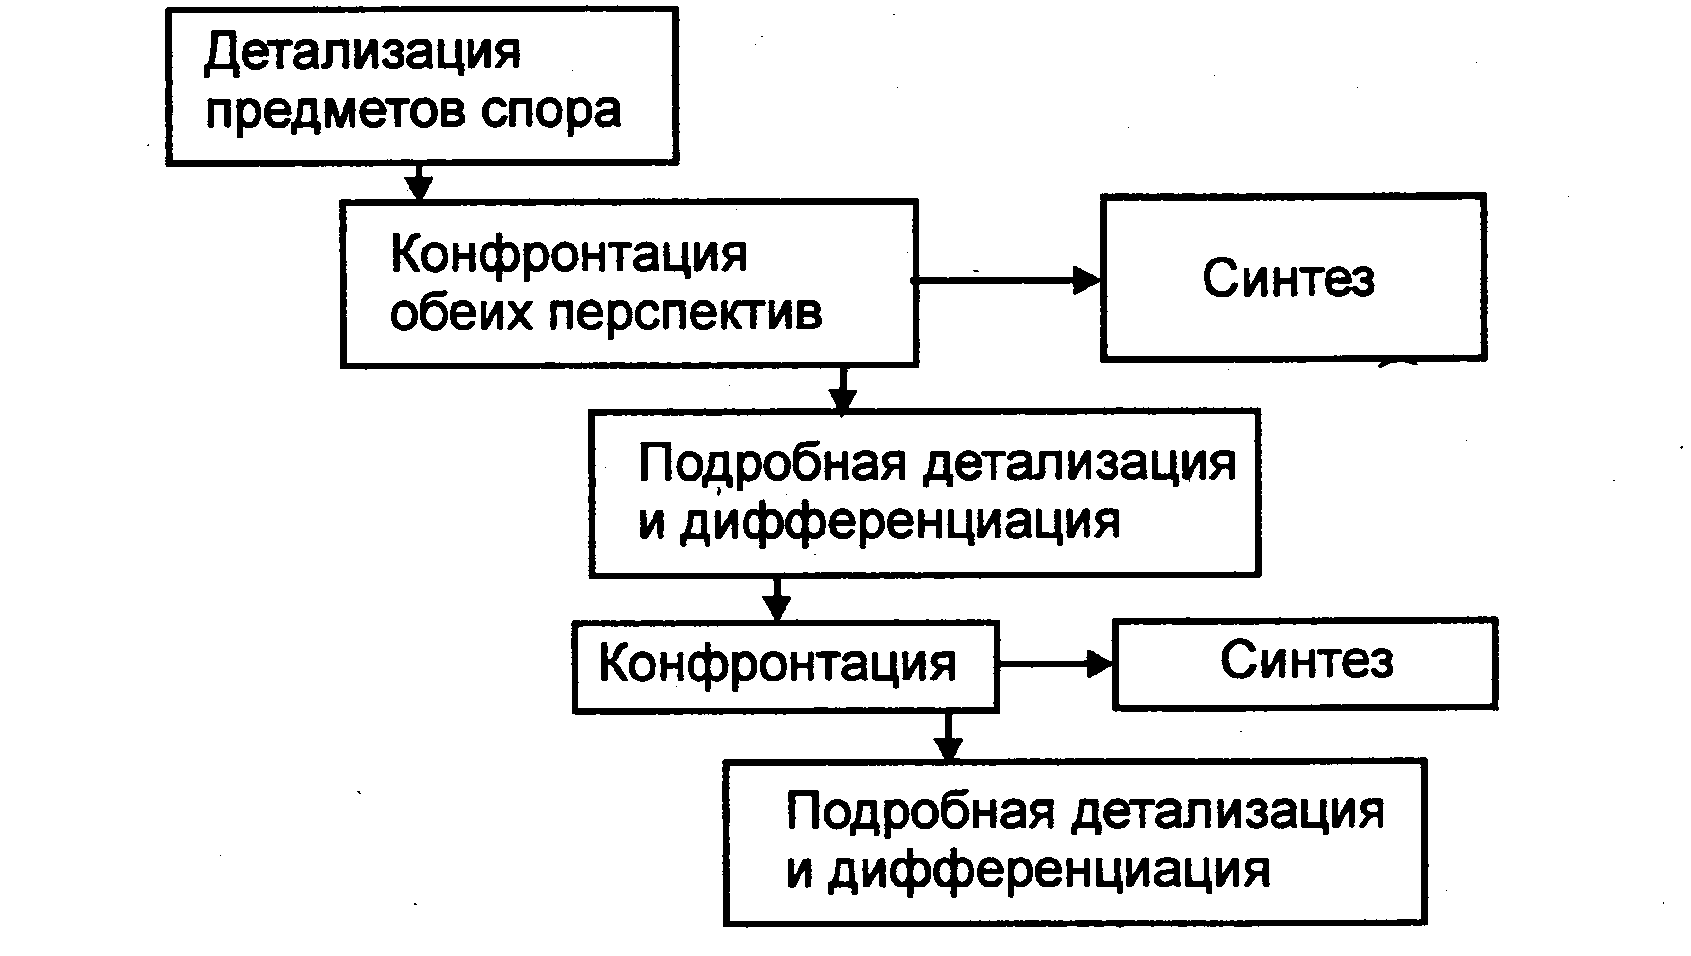 Детализация
предметов спора
Конфронтация
обеих перспектив
Синтез
Подробная детализация
и дифференциация
Конфронтация
Синтез
Подробная детализация
и дифференциация